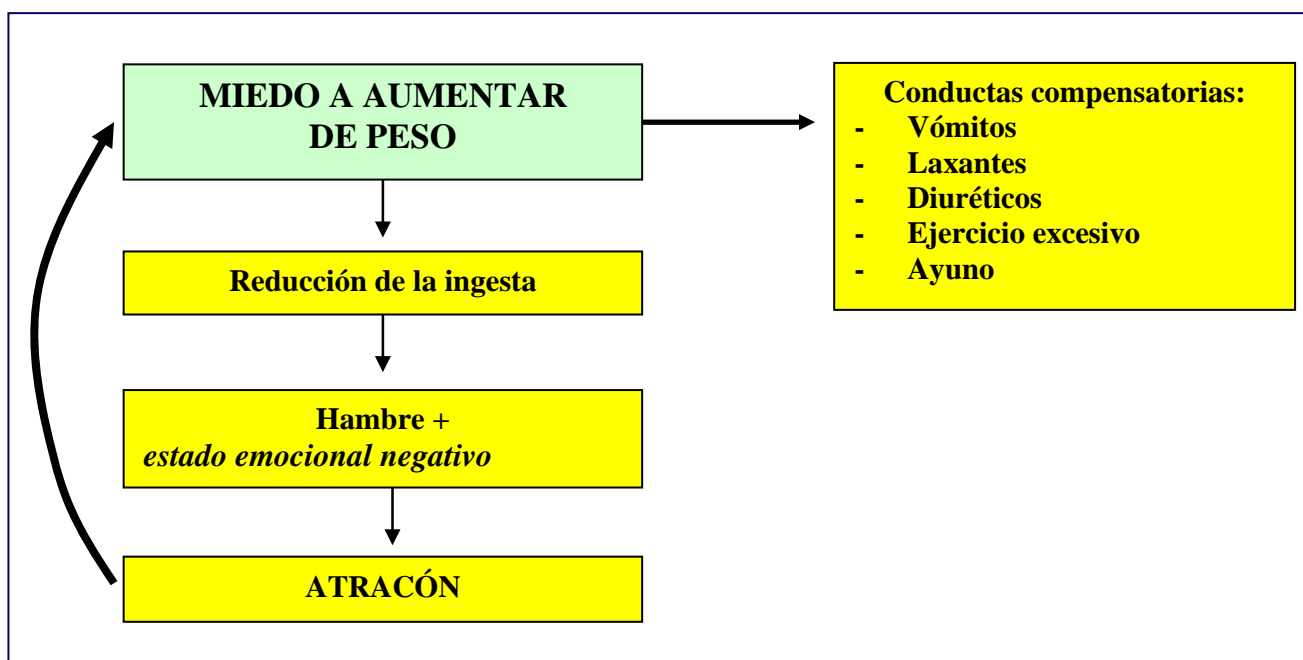 MIEDO A AUMENTAR
DE PESO
Reducción de la ingesta
Hambre +
estado emocional negativo
ATRACÓN
Conductas compensatorias:
- Vómitos
- Laxantes
- Diuréticos
- Ejercicio excesivo
- Ayuno